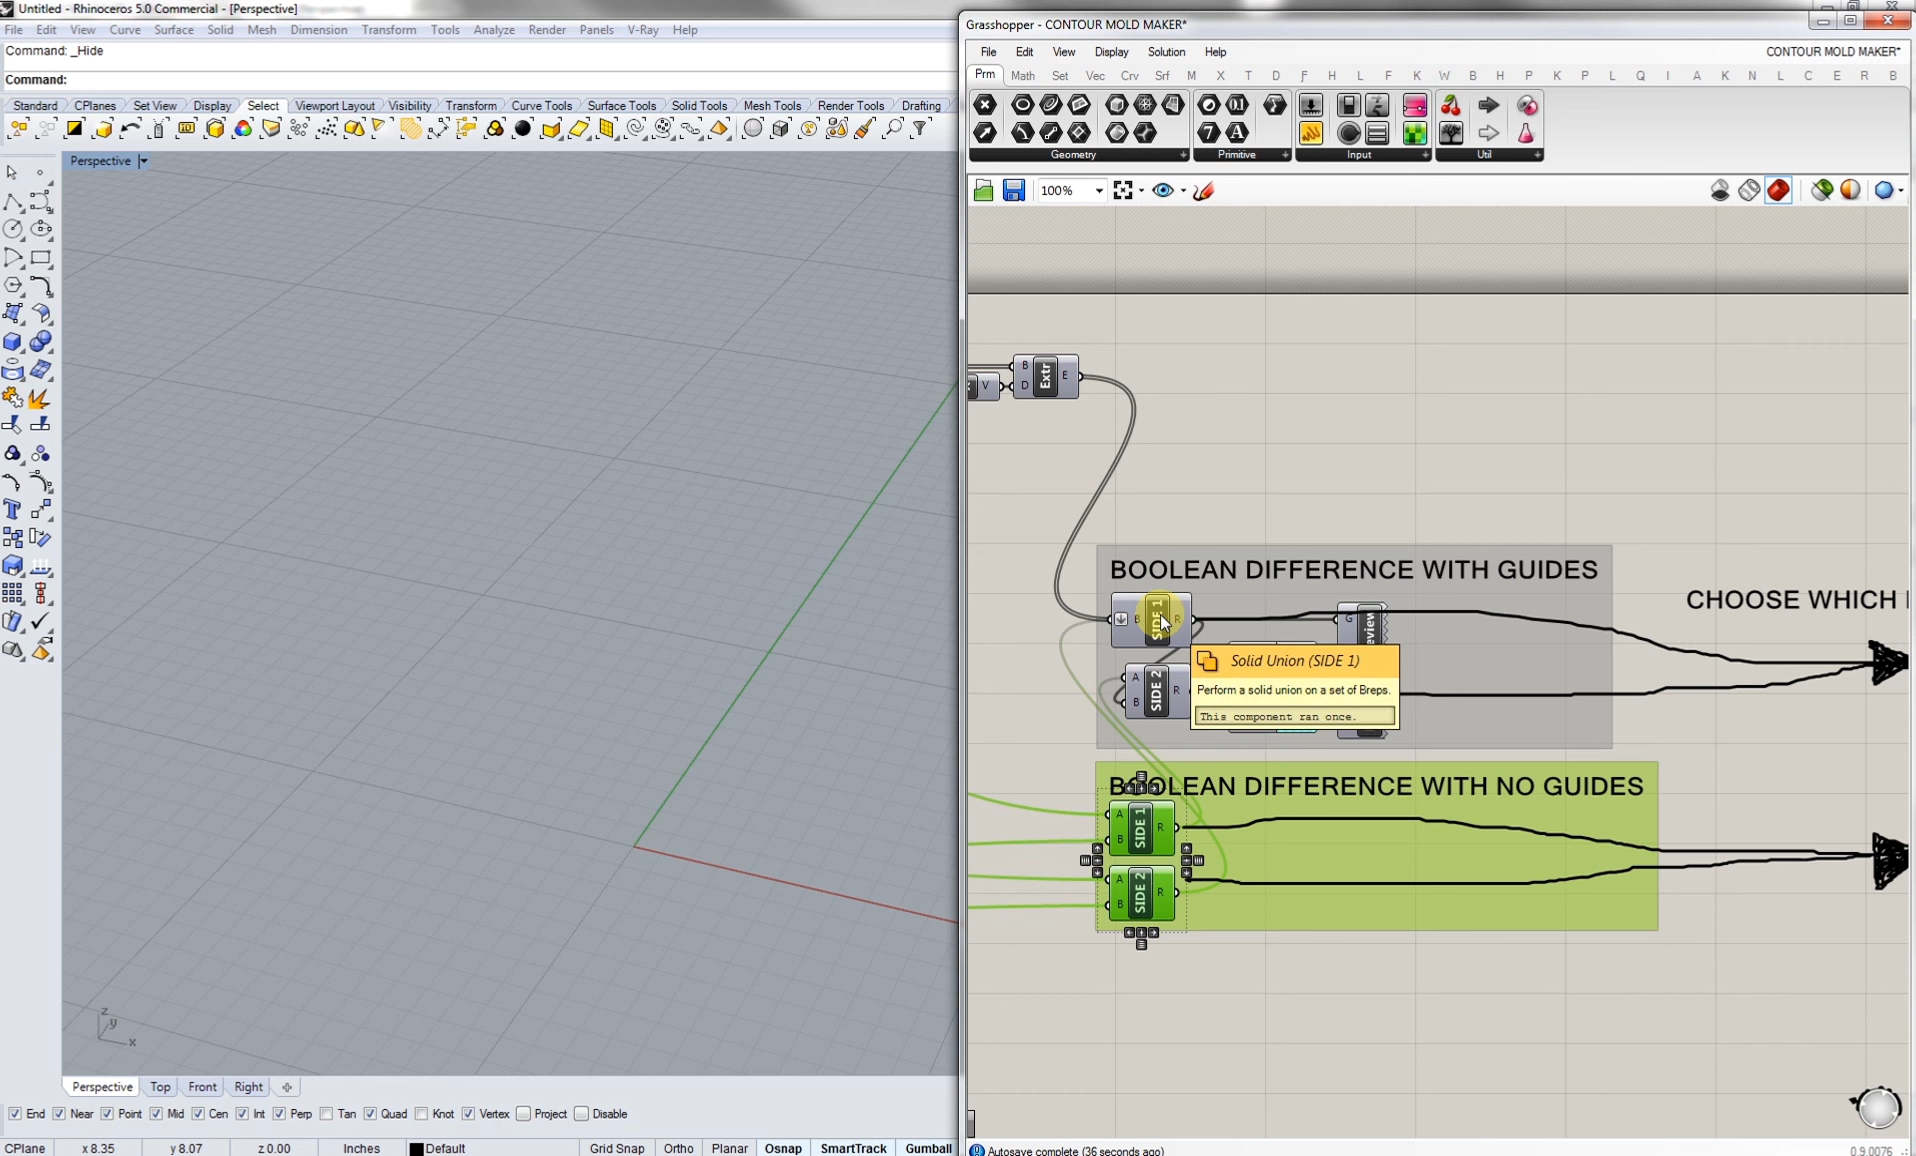 Untitled - Rhinoceros 5.0 Commercial - [Perspective]
File Edit View Curve Surface Solid Mesh Dimension Transform Tools Analyze Render Panels V-Ray Help
Command: _Hide
Command:
Standard CPlanes Set View Display Select Viewport Layout Visibility Transform Curve Tools Surface Tools Solid Tools Mesh Tools Render Tools Drafting
Perspective
z
y
x
Perspective Top Front Right
End Near Point Mid Cen Int Perp Tan Quad Knot Vertex Project Disable
CPlane x 8.35 y 8.07 z 0.00 Inches Default Grid Snap Ortho Planar Osnap SmartTrack Gumball
Grasshopper - CONTOUR MOLD MAKER*
File Edit View Display Solution Help CONTOUR MOLD MAKER*
Prm Math Set Vec Crv Srf M X T D F H L F K W B H P K P L Q I A K N L C E R B
Geometry Primitive Input Util
100%
V
B
D
Extr
E
BOOLEAN DIFFERENCE WITH GUIDES
CHOOSE WHICH
B SIDE 1 R
G
A
B
SIDE 2
R
Solid Union (SIDE 1)
Perform a solid union on a set of Breps.
This component ran once.
BOOLEAN DIFFERENCE WITH NO GUIDES
A
B
SIDE 1
R
A
B
SIDE 2
R
Autosave complete (36 seconds ago)
0.9.0076